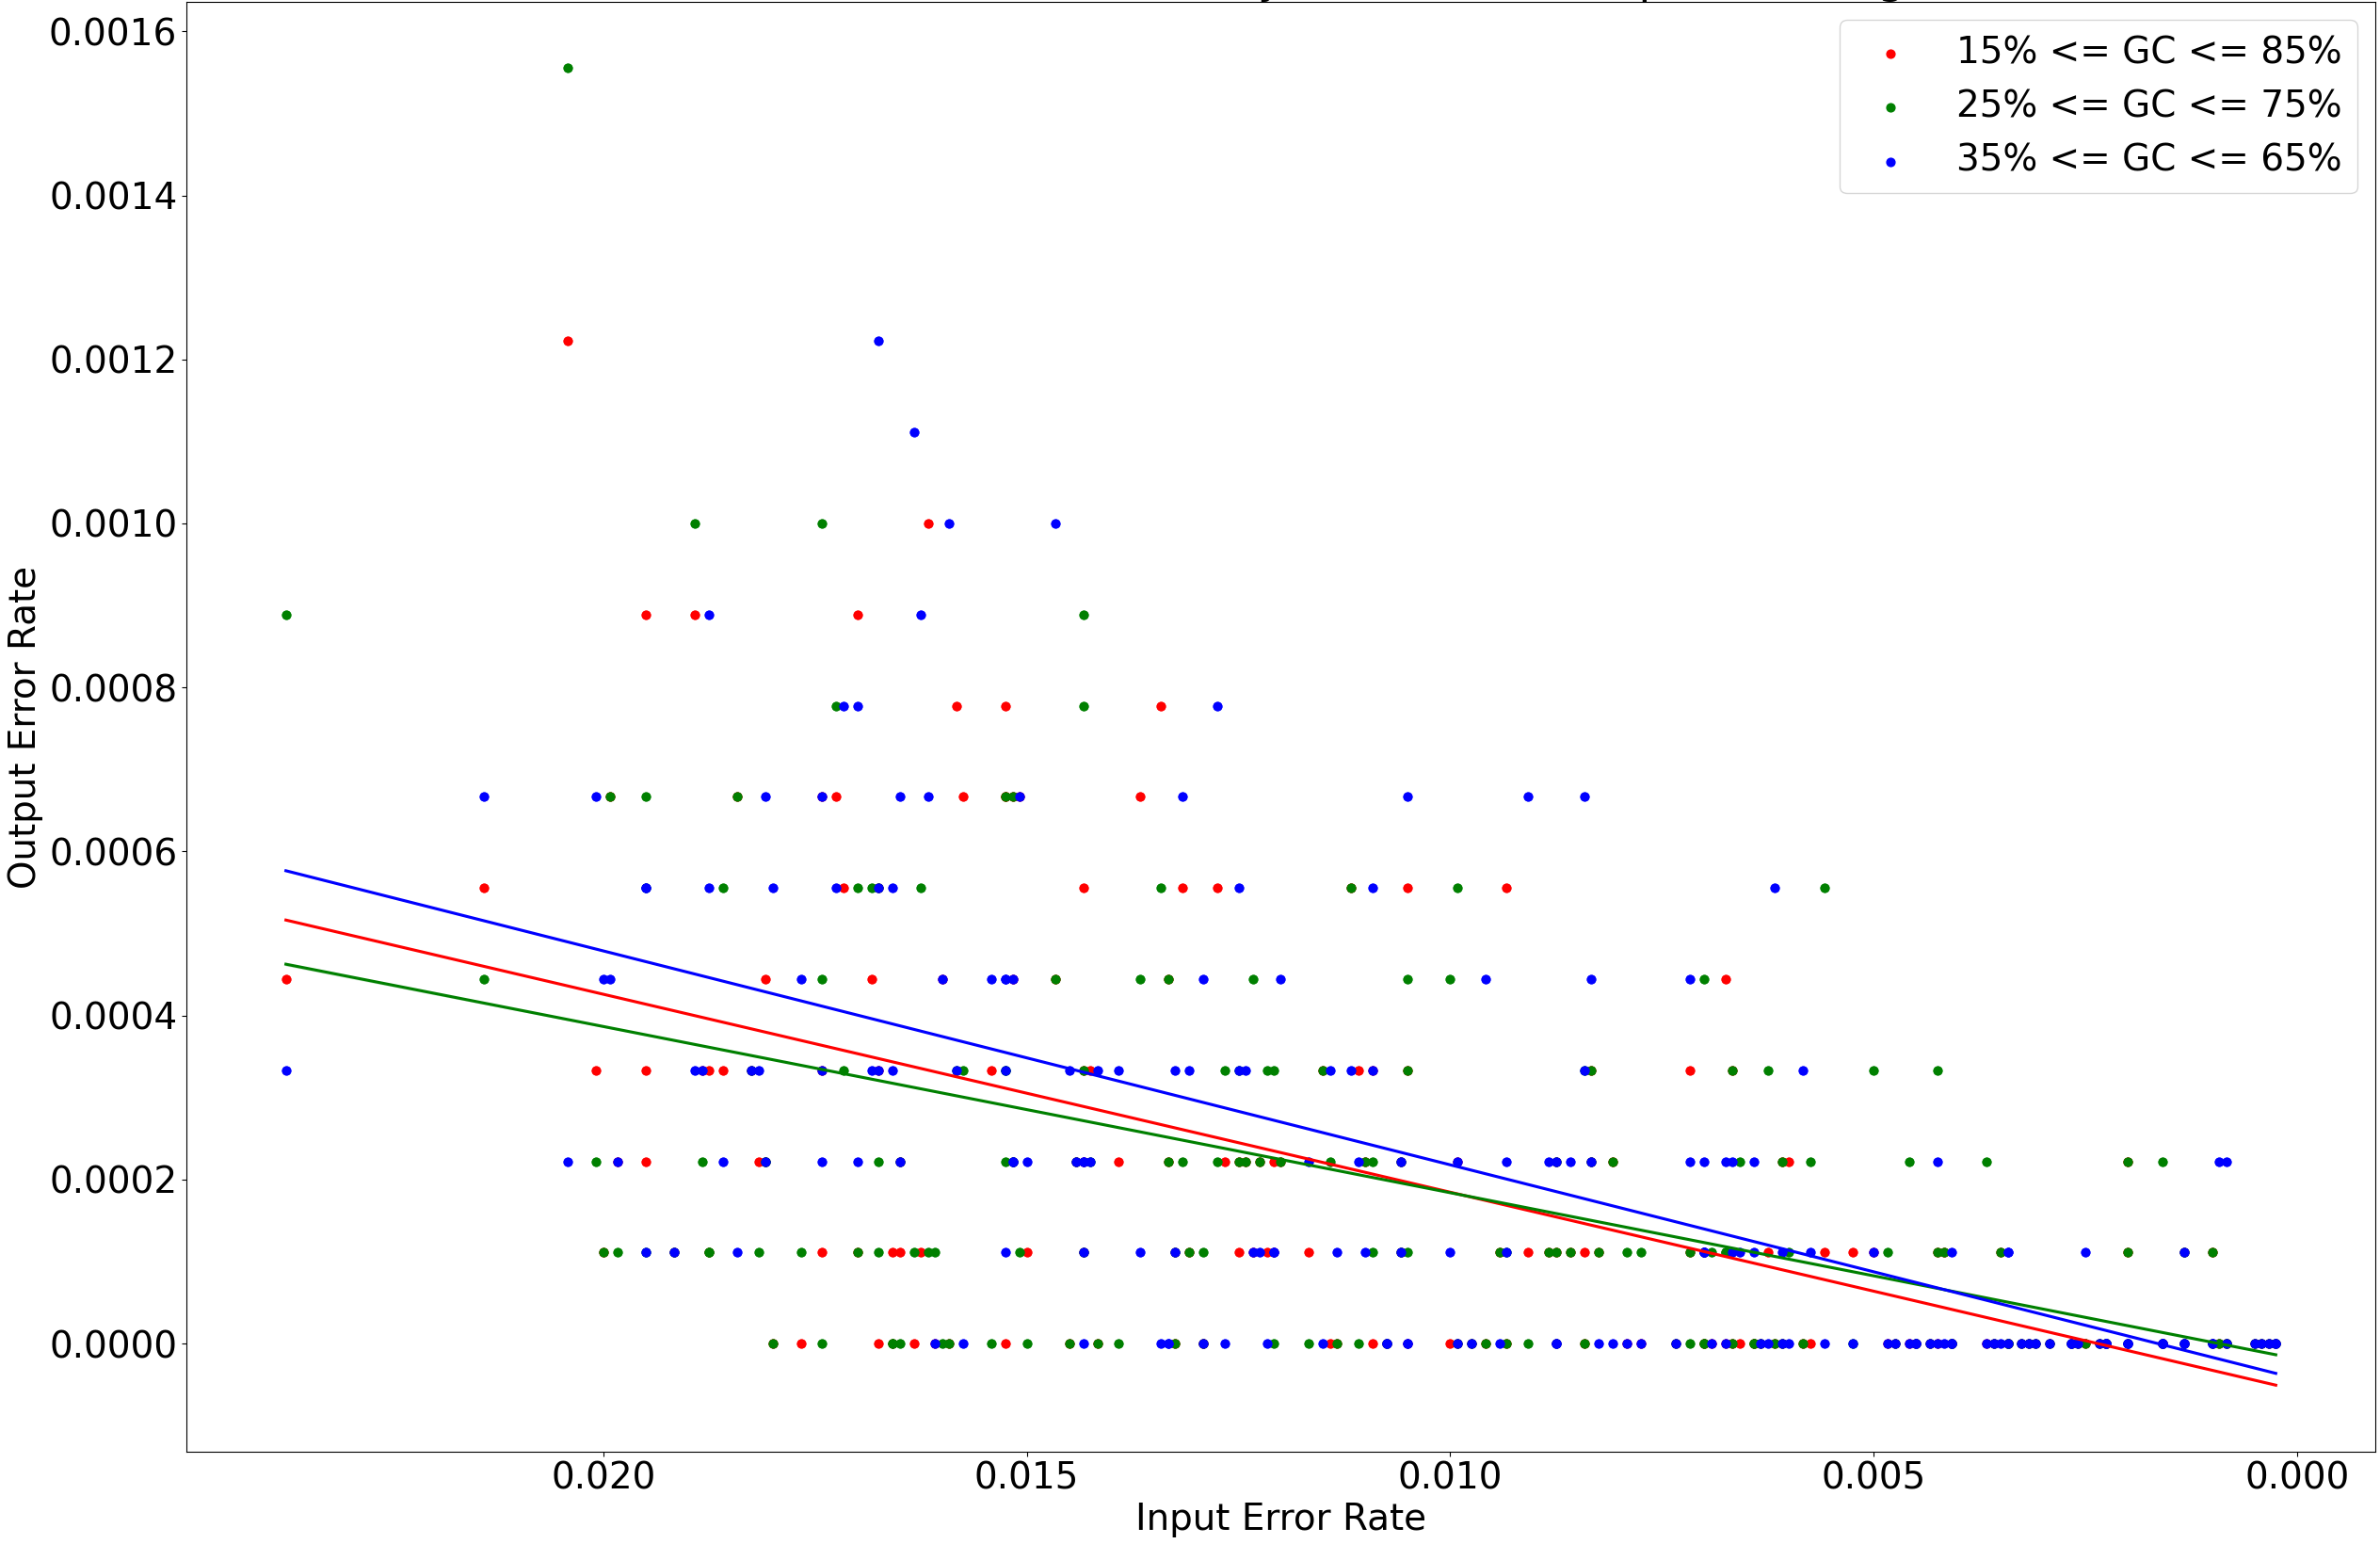 0.0016
0.0014
0.0012
0.0010
0.0008
0.0006
0.0004
0.0002
0.0000
Output Error Rate
15% <= GC <= 85%
25% <= GC <= 75%
35% <= GC <= 65%
0.020
0.015
0.010
0.005
0.000
Input Error Rate